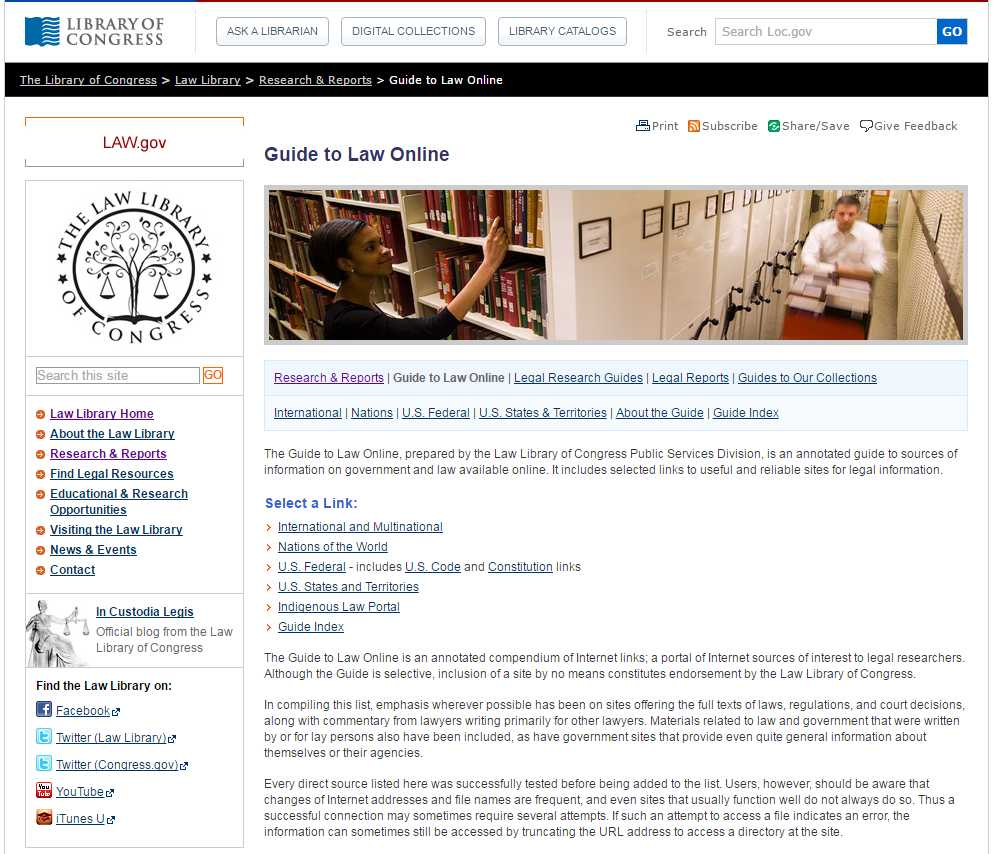 LIBRARY OF
CONGRESS
ASK A LIBRARIAN
DIGITAL COLLECTIONS
LIBRARY CATALOGS
Search
Search Loc.gov
GO
The Library of Congress > Law Library > Research & Reports > Guide to Law Online
LAW.gov
THE LAW LIBRARY
OF CONGRESS
Search this site
GO
Law Library Home
About the Law Library
Research & Reports
Find Legal Resources
Educational & Research
Opportunities
Visiting the Law Library
News & Events
Contact
In Custodia Legis
Official blog from the Law
Library of Congress
Find the Law Library on:
Facebook
Twitter (Law Library)
Twitter (Congress.gov)
You Tube
YouTube
iTunes U
Print Subscribe Share/Save Give Feedback
Guide to Law Online
Research & Reports | Guide to Law Online | Legal Research Guides | Legal Reports | Guides to Our Collections
International | Nations | U.S. Federal | U.S. States & Territories | About the Guide | Guide Index
The Guide to Law Online, prepared by the Law Library of Congress Public Services Division, is an annotated guide to sources of
information on government and law available online. It includes selected links to useful and reliable sites for legal information.
Select a Link:
International and Multinational
Nations of the World
U.S. Federal - includes U.S. Code and Constitution links
U.S. States and Territories
Indigenous Law Portal
Guide Index
The Guide to Law Online is an annotated compendium of Internet links; a portal of Internet sources of interest to legal researchers.
Although the Guide is selective, inclusion of a site by no means constitutes endorsement by the Law Library of Congress.
In compiling this list, emphasis wherever possible has been on sites offering the full texts of laws, regulations, and court decisions,
along with commentary from lawyers writing primarily for other lawyers. Materials related to law and government that were written
by or for lay persons also have been included, as have government sites that provide even quite general information about
themselves or their agencies.
Every direct source listed here was successfully tested before being added to the list. Users, however, should be aware that
changes of Internet addresses and file names are frequent, and even sites that usually function well do not always do so. Thus a
successful connection may sometimes require several attempts. If such an attempt to access a file indicates an error, the
information can sometimes still be accessed by truncating the URL address to access a directory at the site.